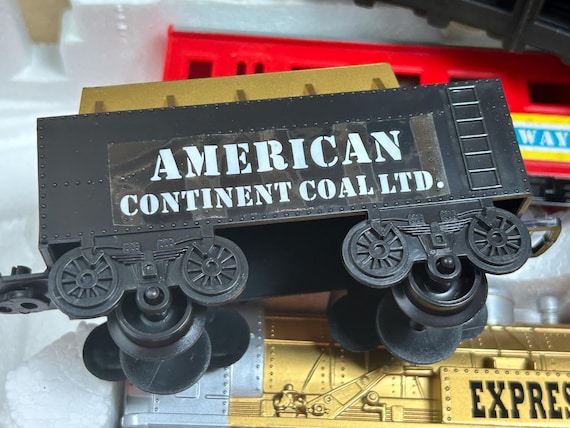 AMERICAN
CONTINENT COAL LTD.
WAY
EXPRES